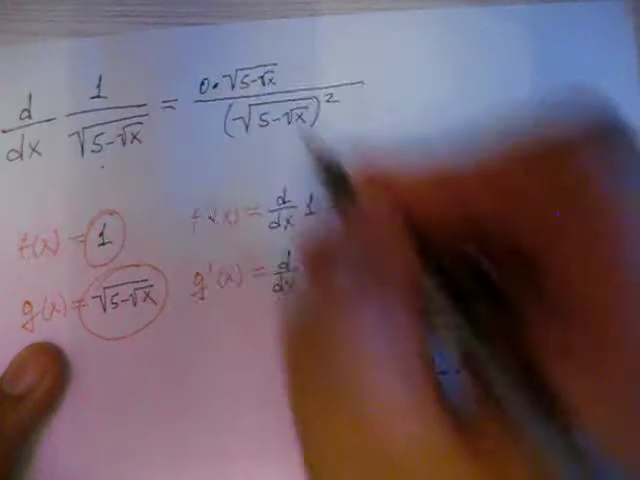 d/dx 1/√(5-√x) = 0·√(5-√x) / (√(5-√x))²
f(x) = 1 f'(x) = d/dx 1
g(x) = √(5-√x) g'(x) = d/dx